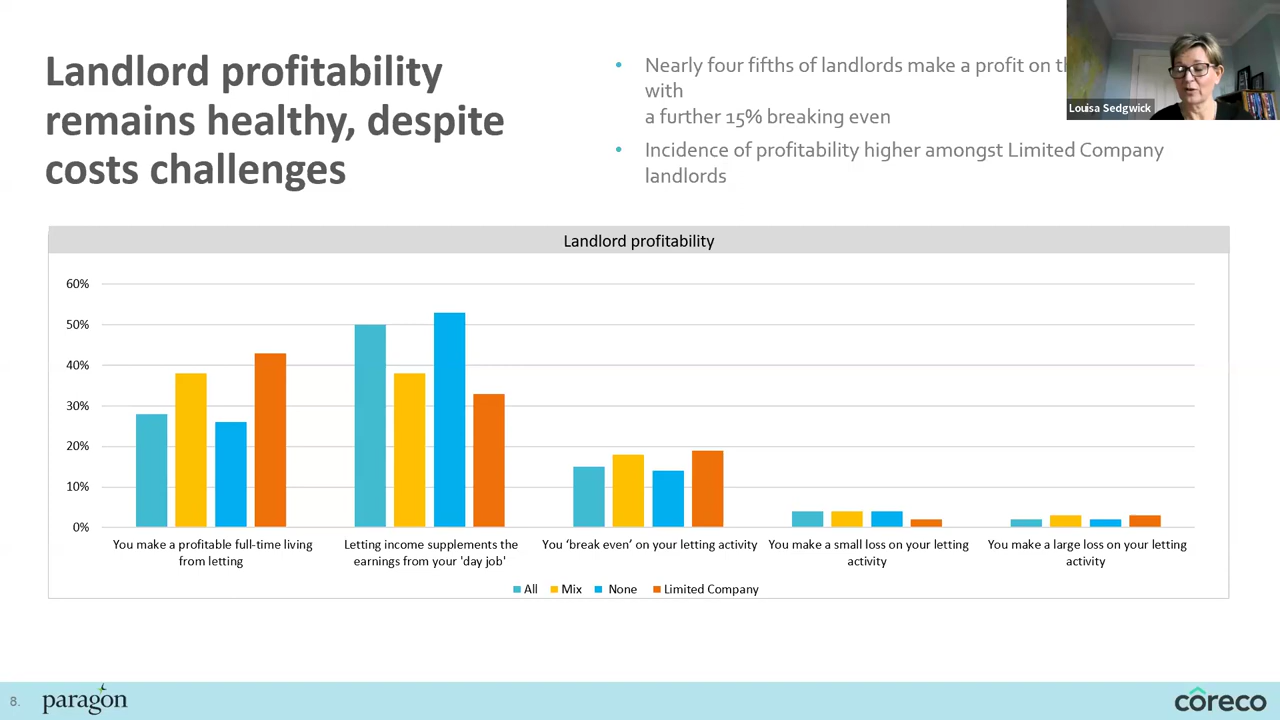 Landlord profitability
remains healthy, despite
costs challenges
• Nearly four fifths of landlords make a profit on
with
a further 15% breaking even
• Incidence of profitability higher amongst Limited Company
landlords
Louisa Sedgwick
Landlord profitability
60%
50%
40%
30%
20%
10%
0%
You make a profitable full-time living
from letting
Letting income supplements the
earnings from your 'day job'
You ‘break even’ on your letting activity
You make a small loss on your letting
activity
You make a large loss on your letting
activity
All Mix None Limited Company
8.
paragon
coreco